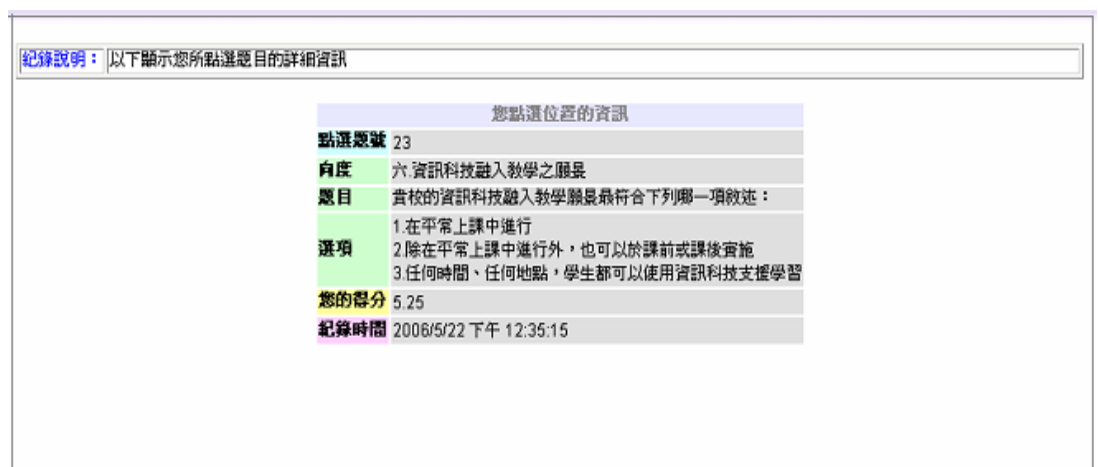 紀錄說明： 以下顯示您所點選題目的詳細資訊
您點選位置的資訊
點選題號 23
向度 六.資訊科技融入教學之願景
題目 貴校的資訊科技融入教學願景最符合下列哪一項敘述：
選項
1.在平常上課中進行
2.除在平常上課中進行外，也可以於課前或課後實施
3.任何時間、任何地點，學生都可以使用資訊科技支援學習
您的得分 5.25
紀錄時間 2006/5/22 下午 12:35:15